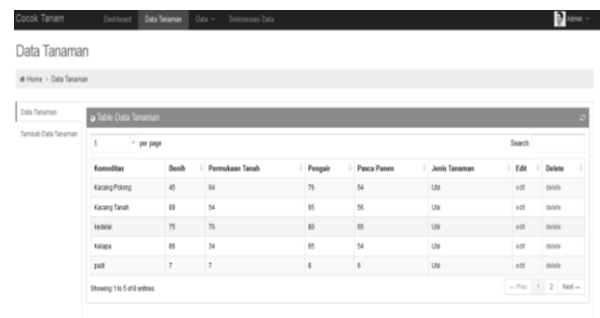 Cocok Tanam Dashboard Data Tanaman Data Sinkronisasi Data Admin
Data Tanaman
Home > Data Tanaman
Data Tanaman
Tambah Data Tanaman
Table Data Tanaman
5 per page Search:
Komoditas Benih Permukaan Tanah Pengair Pasca Panen Jenis Tanaman Edit Delete
Kacang Polong 45 64 76 54 Ubi edit delete
Kacang Tanah 89 54 65 56 Ubi edit delete
kedelai 75 70 80 65 Ubi edit delete
Kelapa 86 34 65 54 Ubi edit delete
padi 7 7 8 6 Ubi edit delete
Showing 1 to 5 of 8 entries
← Prev 1 2 Next →